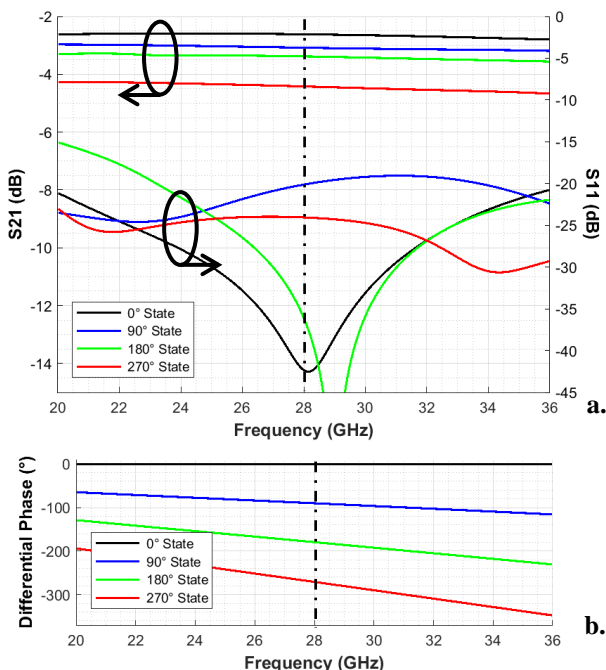 -2
-4
-6
-8
-10
-12
-14
S21 (dB)
0
-5
-10
-15
-20
-25
-30
-35
-40
-45
S11 (dB)
0° State
90° State
180° State
270° State
20 22 24 26 28 30 32 34 36
Frequency (GHz)
a.
0
-100
-200
-300
Differential Phase (°)
0° State
90° State
180° State
270° State
20 22 24 26 28 30 32 34 36
Frequency (GHz)
b.